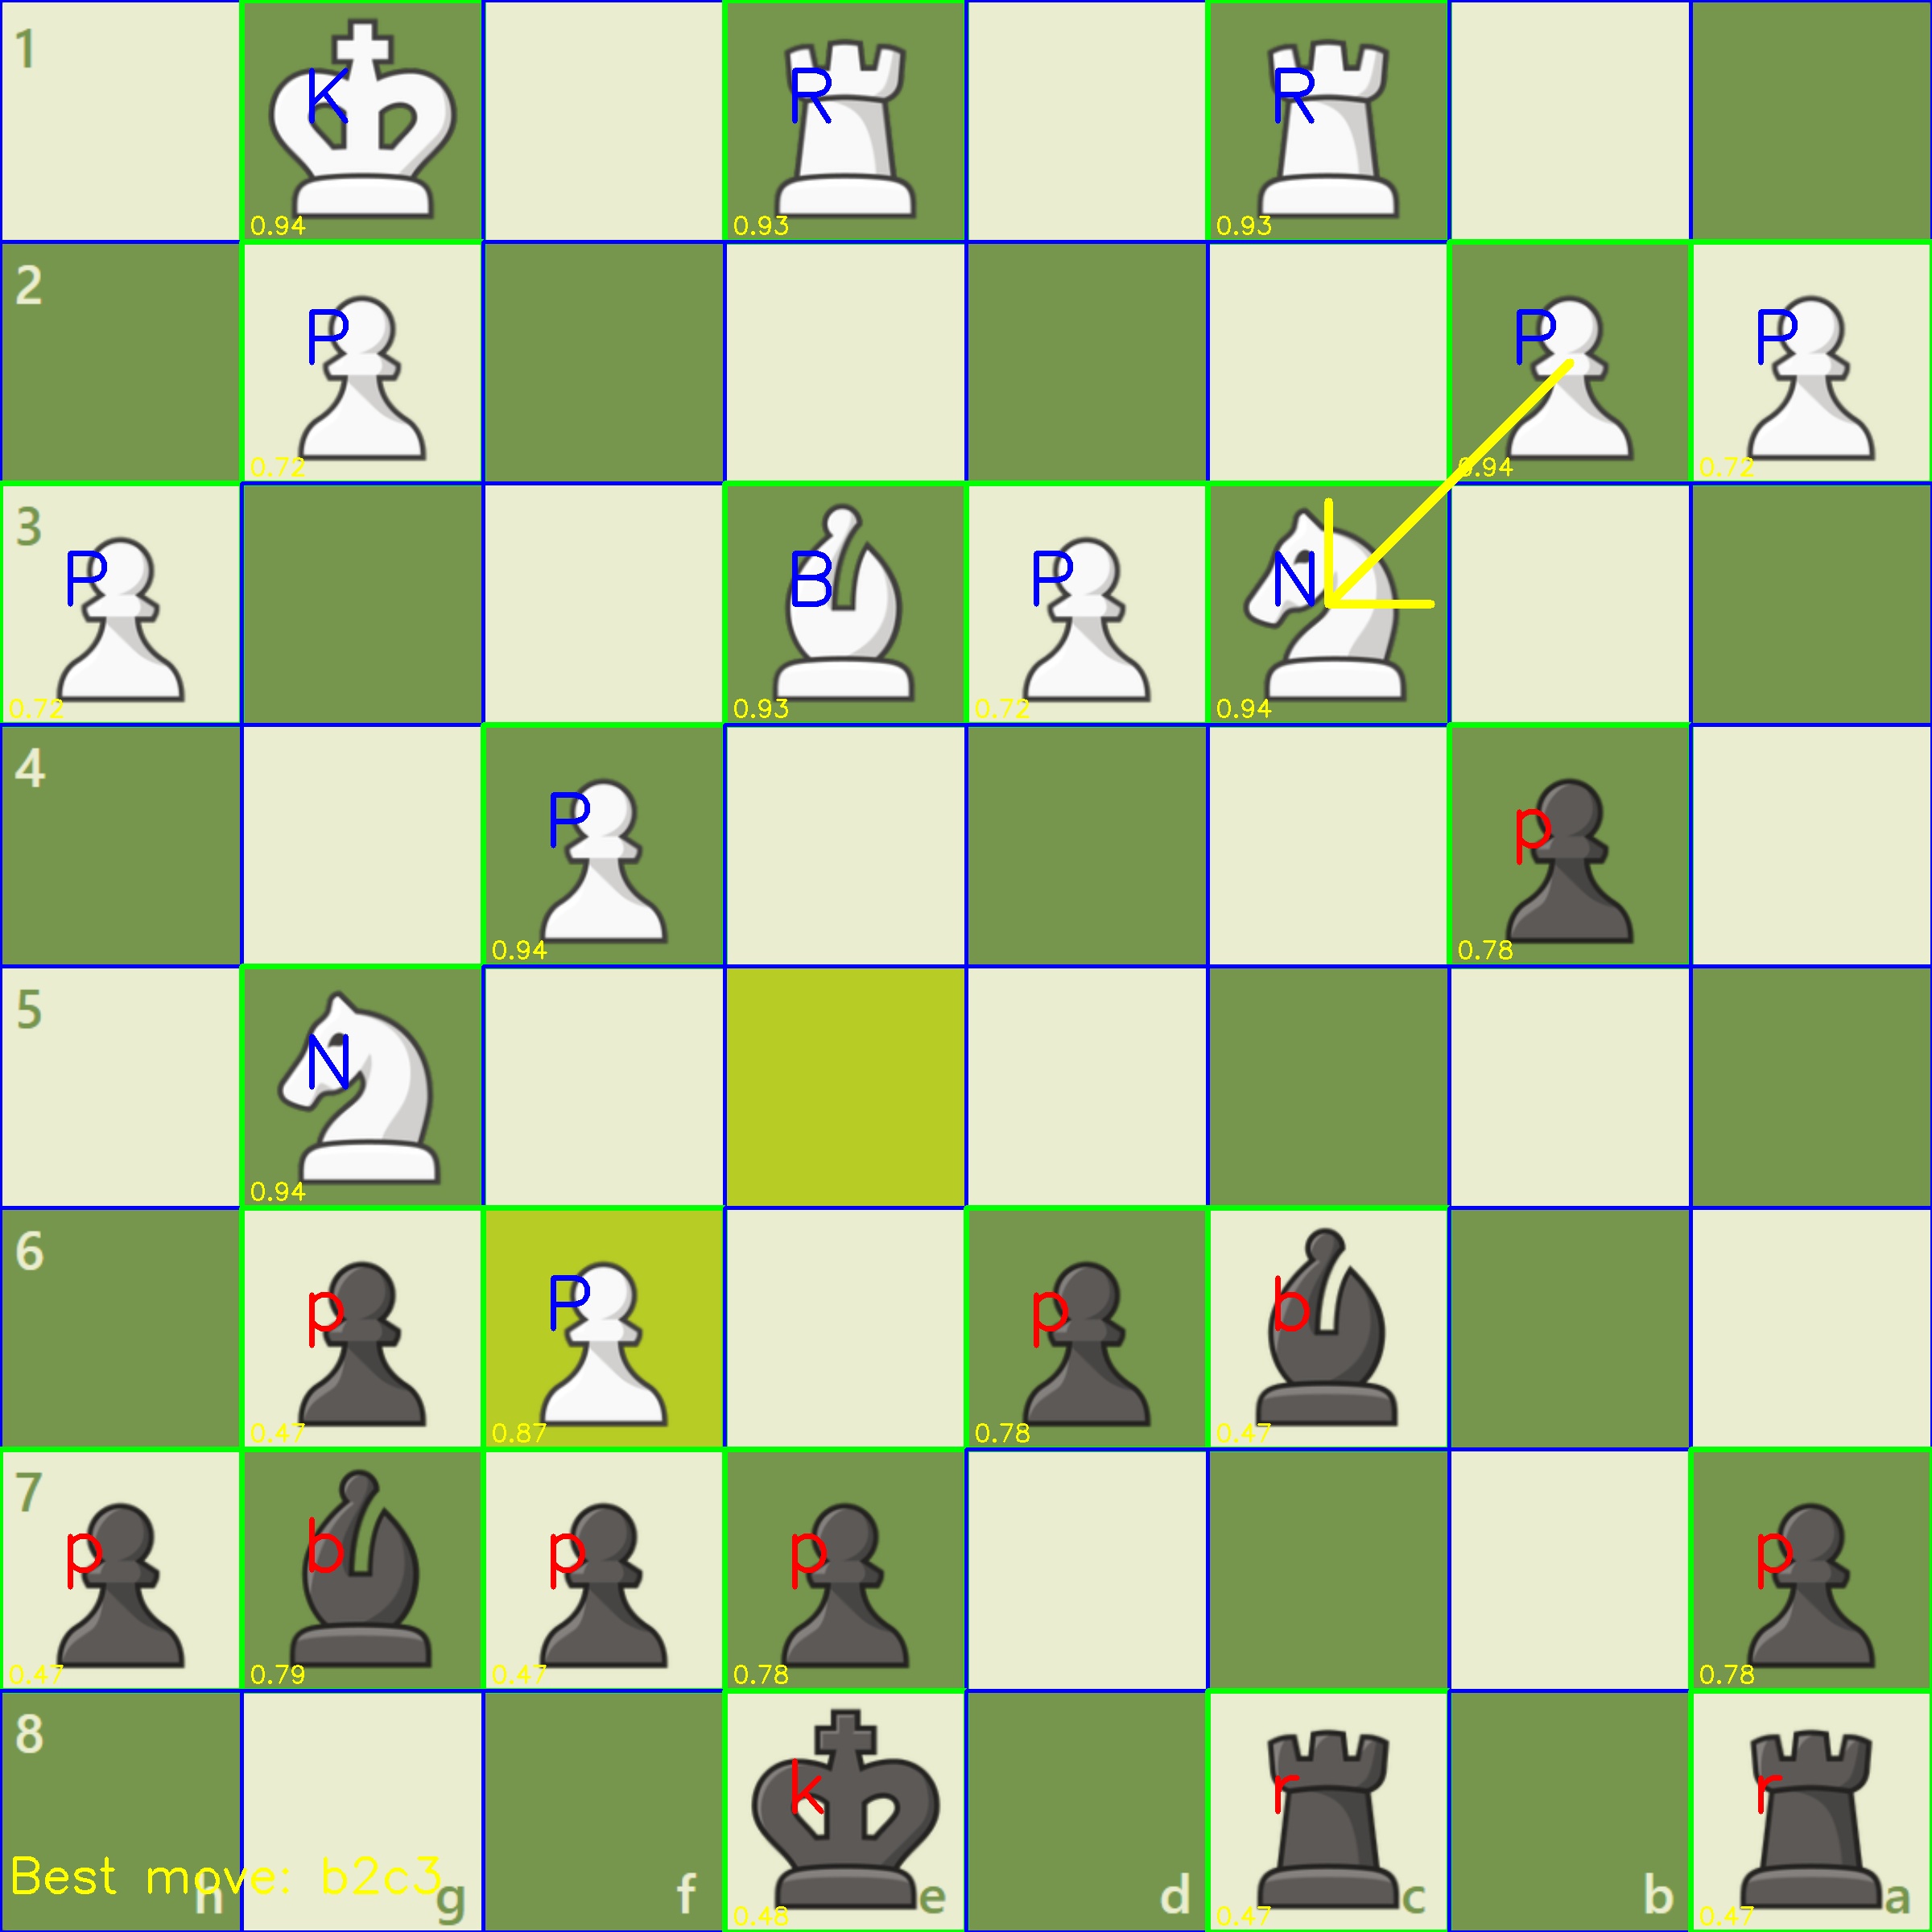 1 K R R
0.94 0.93 0.93
2 P P P
0.72 0.94 0.72
3 P B P N
0.72 0.93 0.72 0.94
4 P p
0.94 0.78
5 N
0.94
6 p P p b
0.47 0.87 0.78 0.47
7 p b p p p
0.47 0.79 0.47 0.78 0.78
8 k r r
Best move: b2c3
h g f e d c b a
0.48 0.47 0.47